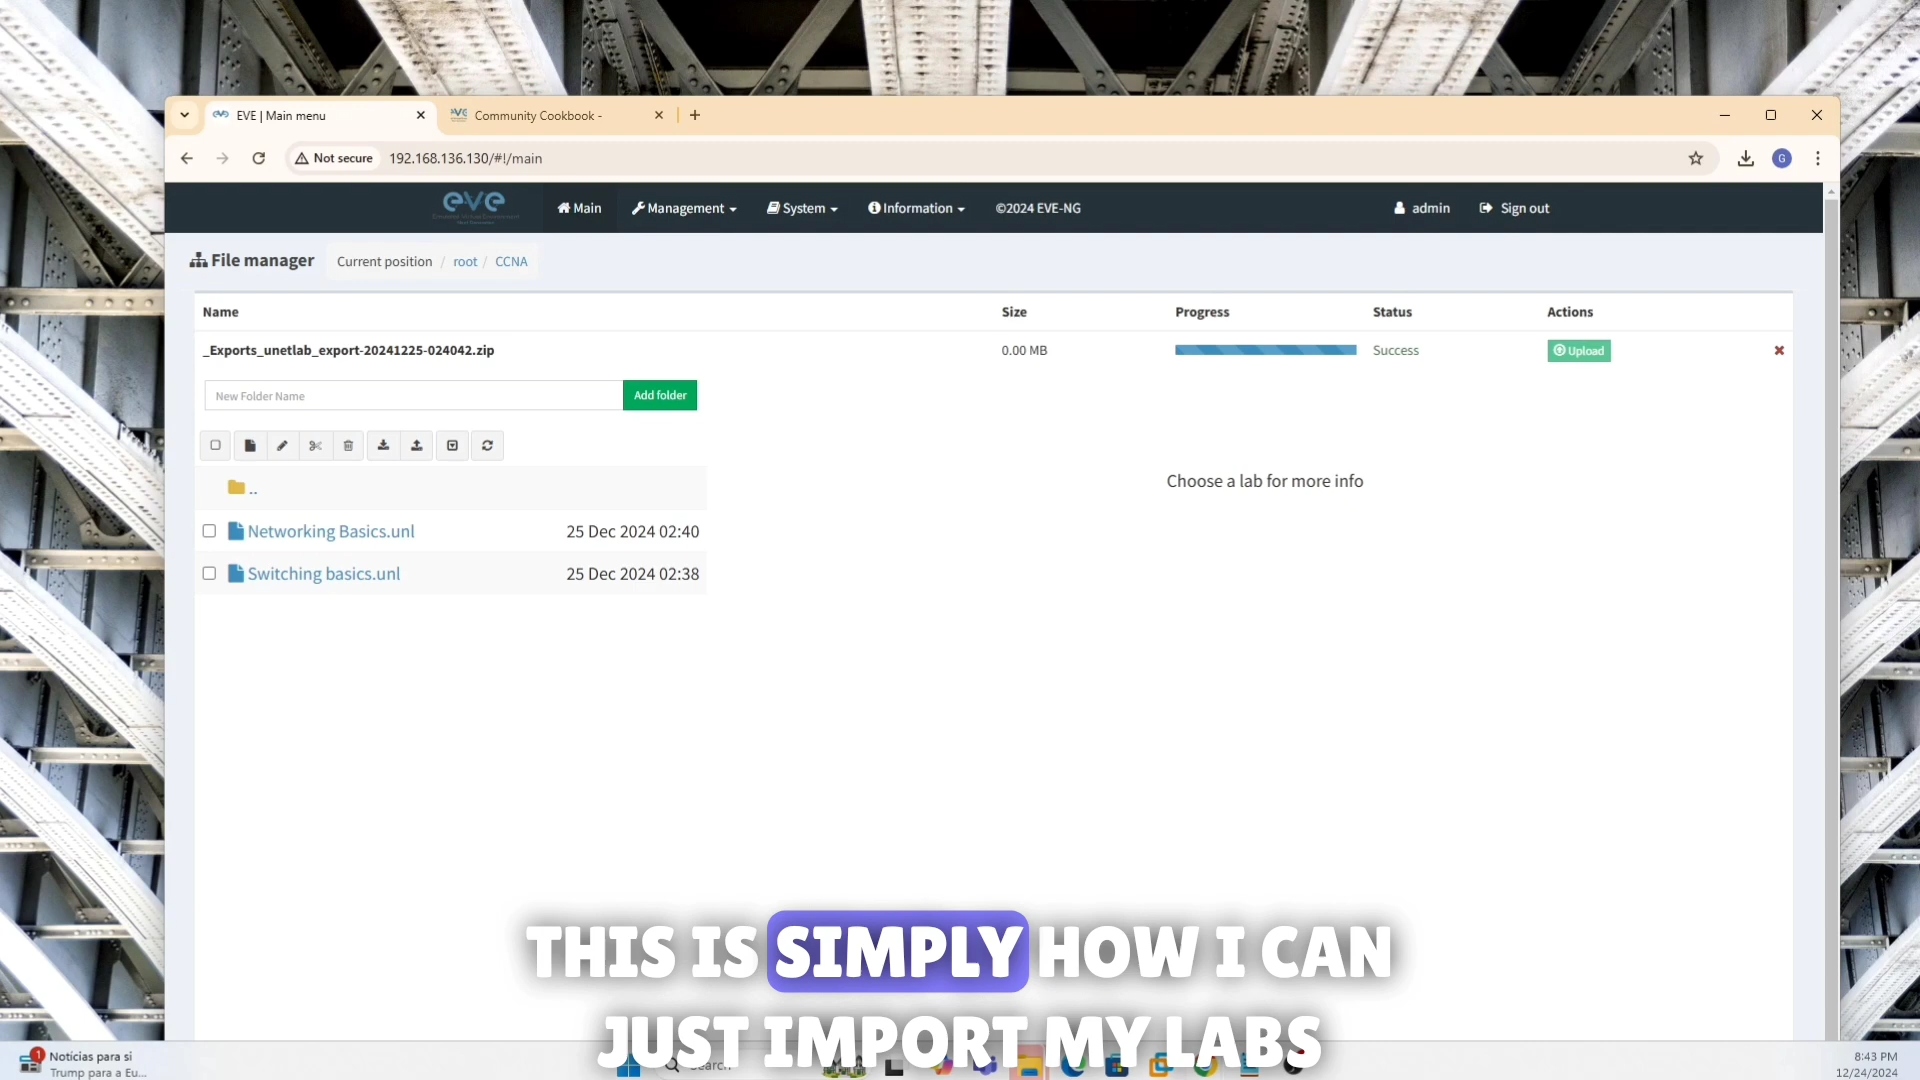 EVE | Main menu
Community Cookbook -
Not secure
192.168.136.130/#!/main
G
eve
Main
Management
System
Information
©2024 EVE-NG
admin
Sign out
File manager
Current position / root / CCNA
Name Size Progress Status Actions
_Exports_unetlab_export-20241225-024042.zip 0.00 MB Success Upload
New Folder Name Add folder
..
Choose a lab for more info
Networking Basics.unl 25 Dec 2024 02:40
Switching basics.unl 25 Dec 2024 02:38
THIS IS SIMPLY HOW I CAN
JUST IMPORT MY LABS
1
Notícias para si
Trump para a Eu...
Search
8:43 PM
12/24/2024